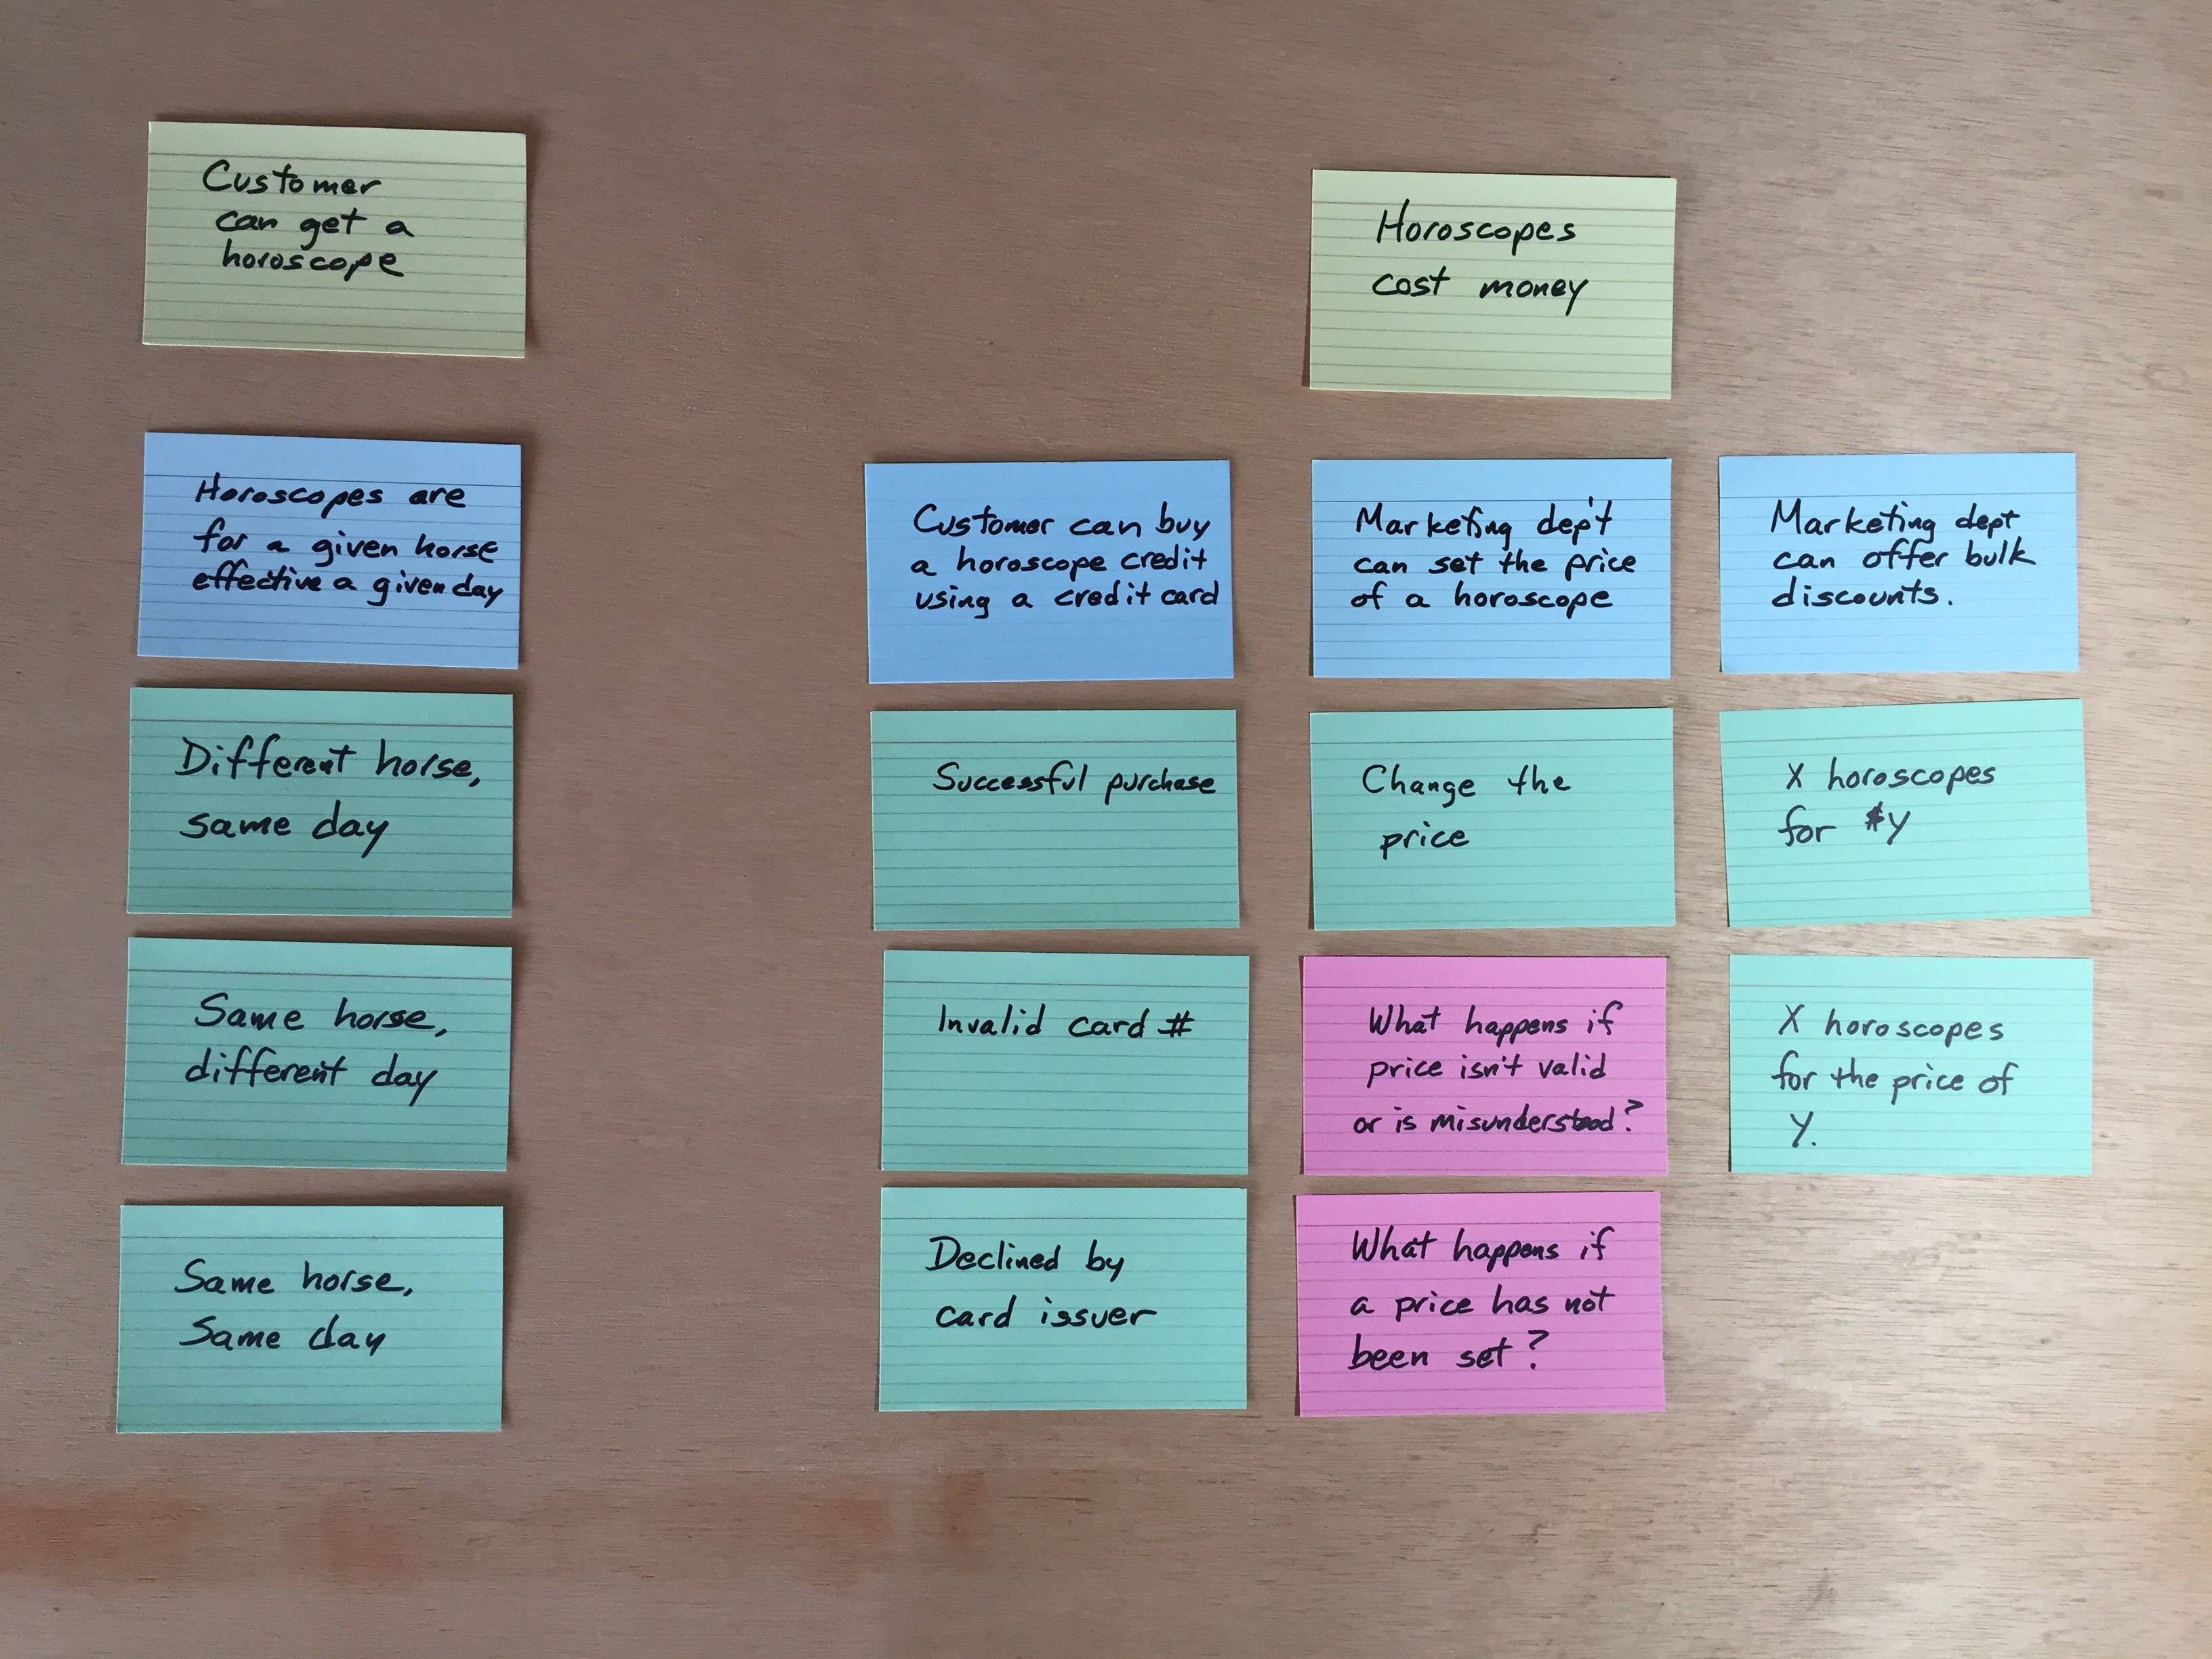 Customer
can get a
horoscope
Horoscopes
cost money
Horoscopes are
for a given horse
effective a given day
Customer can buy
a horoscope credit
using a credit card
Marketing dep't
can set the price
of a horoscope
Marketing dept
can offer bulk
discounts.
Different horse,
same day
Successful purchase
Change the
price
X horoscopes
for $Y
Same horse,
different day
Invalid card #
What happens if
price isn't valid
or is misunderstood?
X horoscopes
for the price of
Y.
Same horse,
Same day
Declined by
card issuer
What happens if
a price has not
been set?